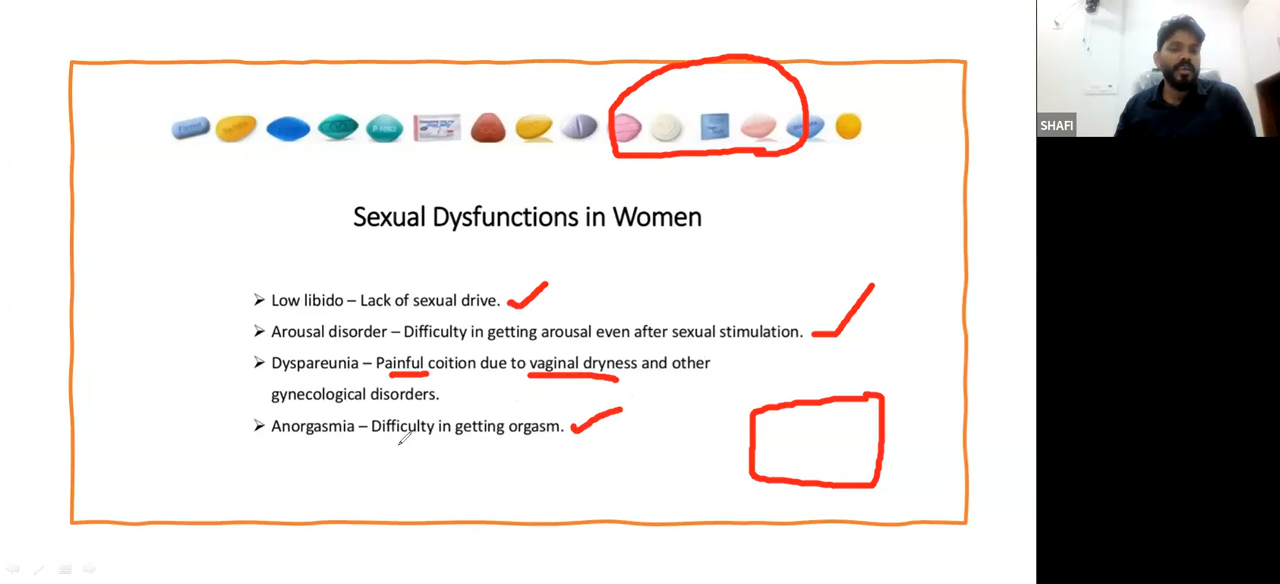 Sexual Dysfunctions in Women
➢ Low libido – Lack of sexual drive.
➢ Arousal disorder – Difficulty in getting arousal even after sexual stimulation.
➢ Dyspareunia – Painful coition due to vaginal dryness and other
gynecological disorders.
➢ Anorgasmia – Difficulty in getting orgasm.
SHAFI